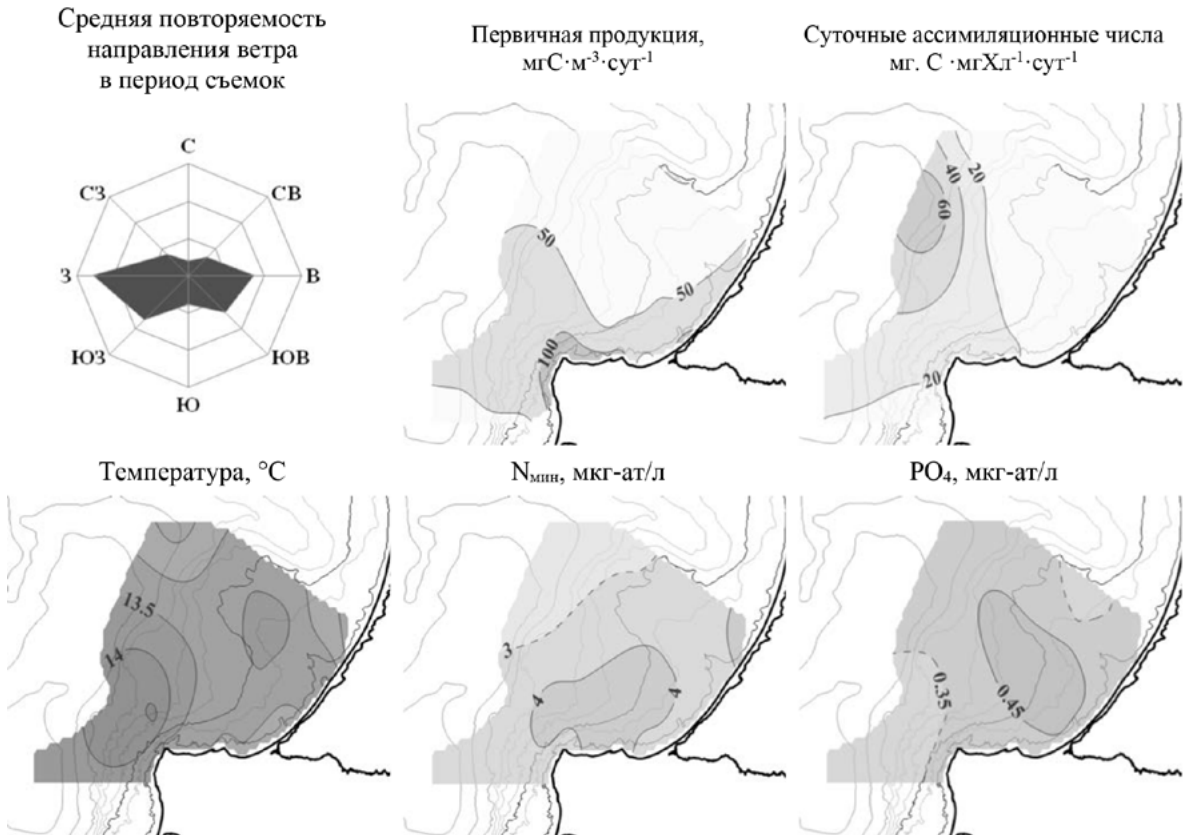 Средняя повторяемость
направления ветра
в период съемок
Первичная продукция,
мгС·м⁻³·сут⁻¹
Суточные ассимиляционные числа
мг. С ·мгХл⁻¹·сут⁻¹
С
СЗ
СВ
З
В
ЮЗ
ЮВ
Ю
50
50
100
20
40
60
20
Температура, °С
Nмин, мкг-ат/л
PO₄, мкг-ат/л
13.5
14
3
4
4
0.35
0.45